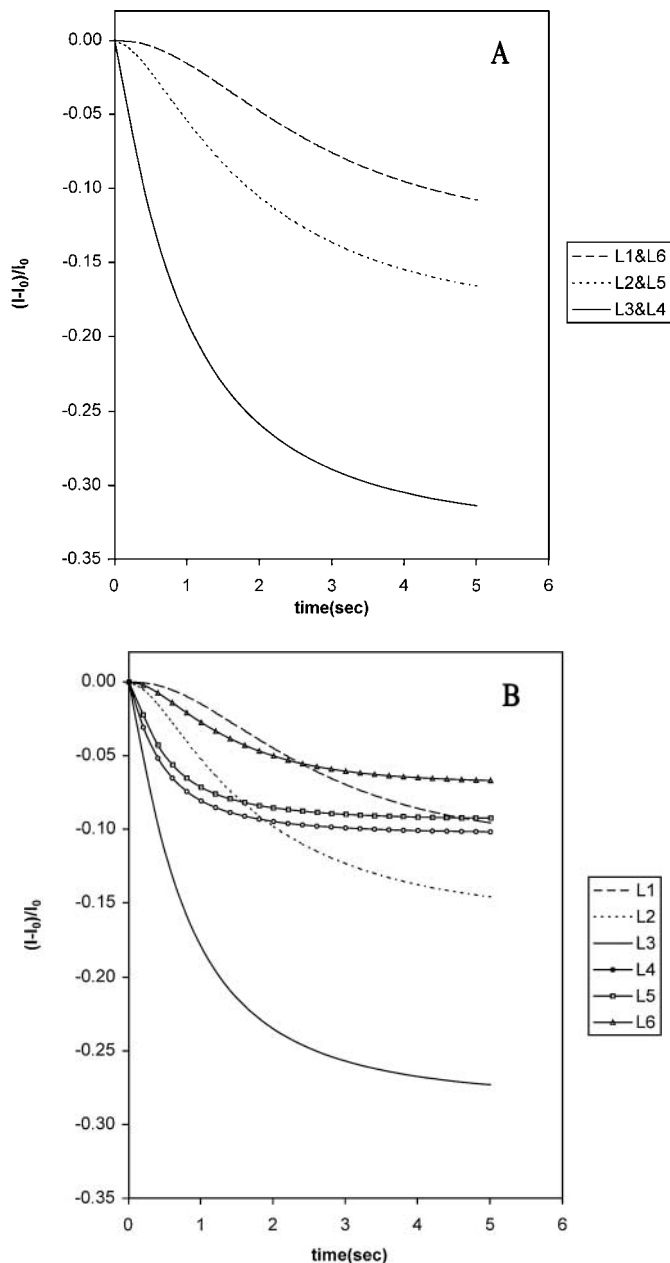 A
0.00
-0.05
-0.10
-0.15
-0.20
-0.25
-0.30
-0.35
(I-I0)/I0
0 1 2 3 4 5 6
time(sec)
L1&L6
L2&L5
L3&L4
B
0.00
-0.05
-0.10
-0.15
-0.20
-0.25
-0.30
-0.35
(I-I0)/I0
0 1 2 3 4 5 6
time(sec)
L1
L2
L3
L4
L5
L6